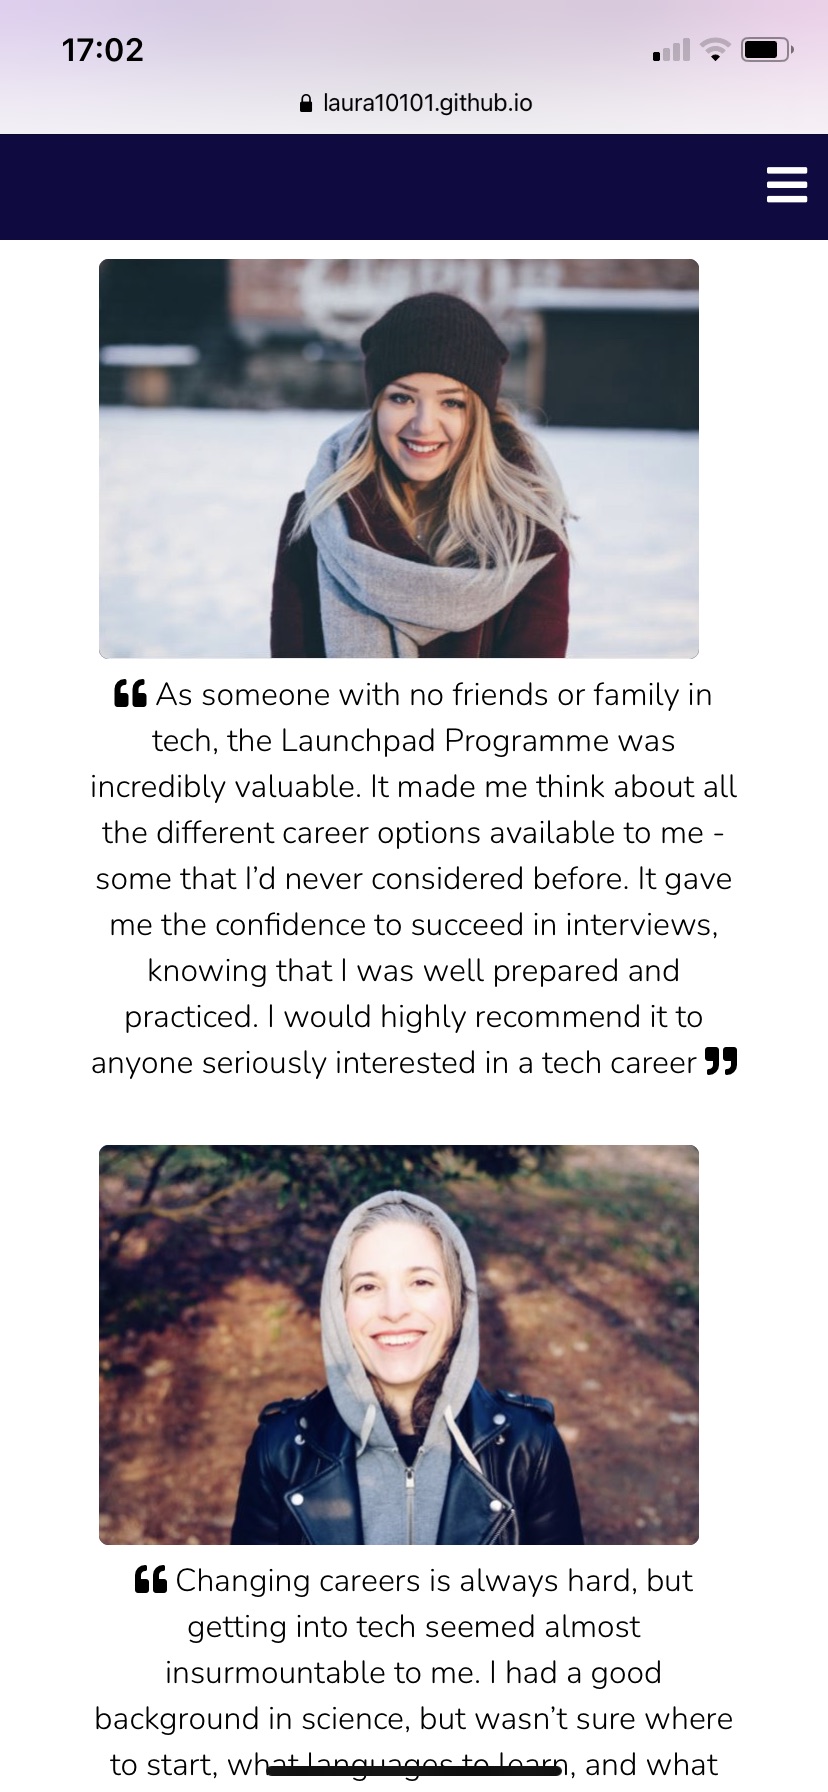 17:02
laura10101.github.io
❝ As someone with no friends or family in
tech, the Launchpad Programme was
incredibly valuable. It made me think about all
the different career options available to me -
some that I’d never considered before. It gave
me the confidence to succeed in interviews,
knowing that I was well prepared and
practiced. I would highly recommend it to
anyone seriously interested in a tech career ❞
❝ Changing careers is always hard, but
getting into tech seemed almost
insurmountable to me. I had a good
background in science, but wasn’t sure where
to start, what languages to learn, and what